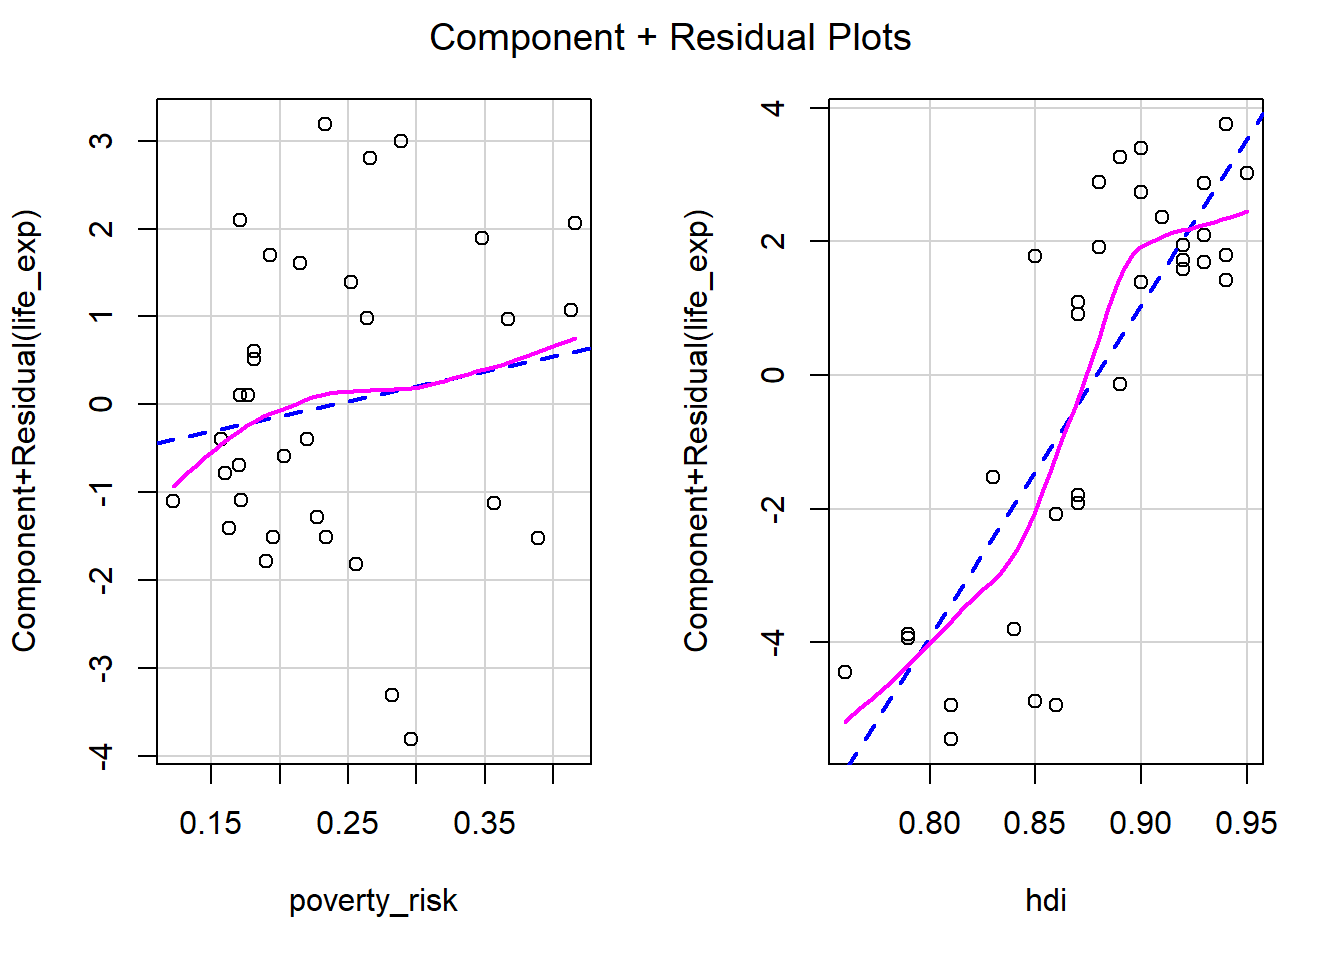 Component + Residual Plots
Component+Residual(life_exp)
3
2
1
0
-1
-2
-3
-4
0.15 0.25 0.35
poverty_risk
Component+Residual(life_exp)
4
2
0
-2
-4
0.80 0.85 0.90 0.95
hdi